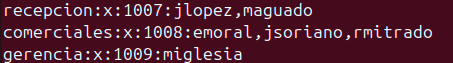 recepcion:x:1007:jlopez,maguado
comerciales:x:1008:emoral,jsoriano,rmitrado
gerencia:x:1009:miglesia